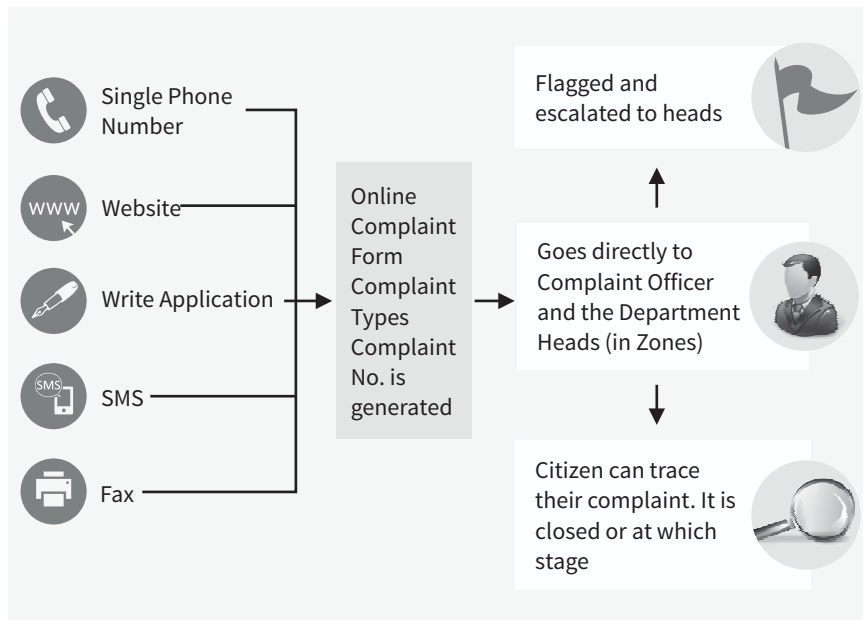 Single Phone
Number
www
Website
Write Application
SMS
SMS
Fax
Online
Complaint
Form
Complaint
Types
Complaint
No. is
generated
Flagged and
escalated to heads
Goes directly to
Complaint Officer
and the Department
Heads (in Zones)
Citizen can trace
their complaint. It is
closed or at which
stage